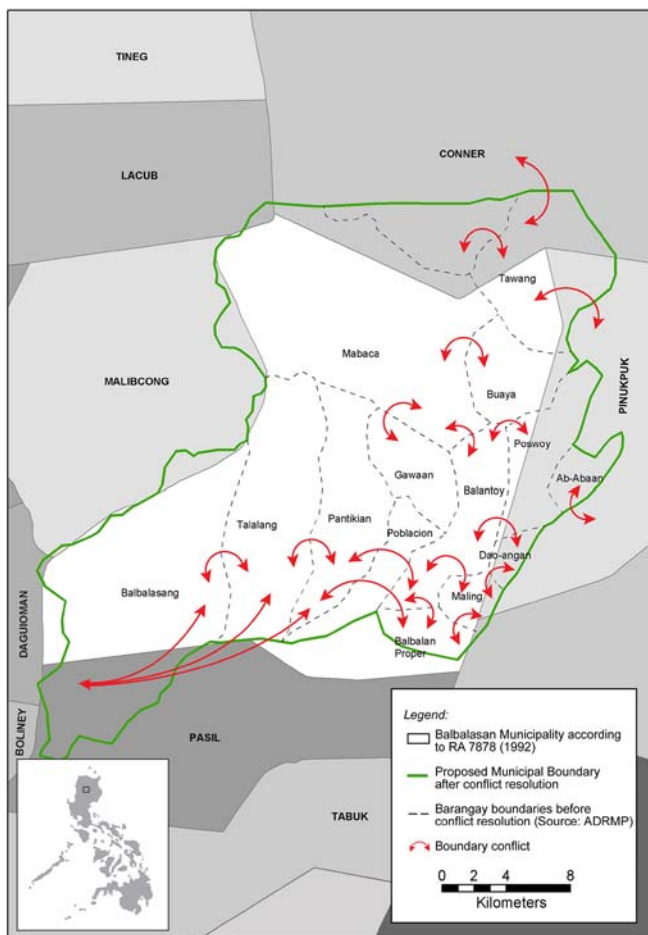 TINEG
CONNER
LACUB
Tawang
Mabaca
MALIBCONG
PINUKPUK
Buaya
Poswoy
Gawaan
Ab-Abaan
Balantoy
Talalang
Pantikian
Poblacion
Dao-angan
Balbalasang
Maling
DAGUIOMAN
Balbalan
Proper
BOLINEY
PASIL
TABUK
Legend:
Balbalasan Municipality according
to RA 7878 (1992)
Proposed Municipal Boundary
after conflict resolution
Barangay boundaries before
conflict resolution (Source: ADRMP)
Boundary conflict
0 2 4 8
Kilometers